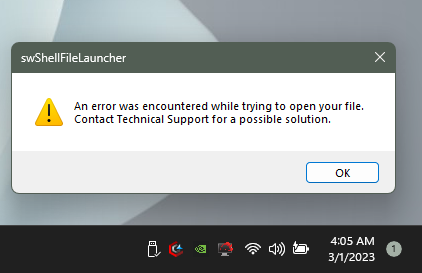 swShellFileLauncher
An error was encountered while trying to open your file.
Contact Technical Support for a possible solution.
OK
4:05 AM
3/1/2023
1